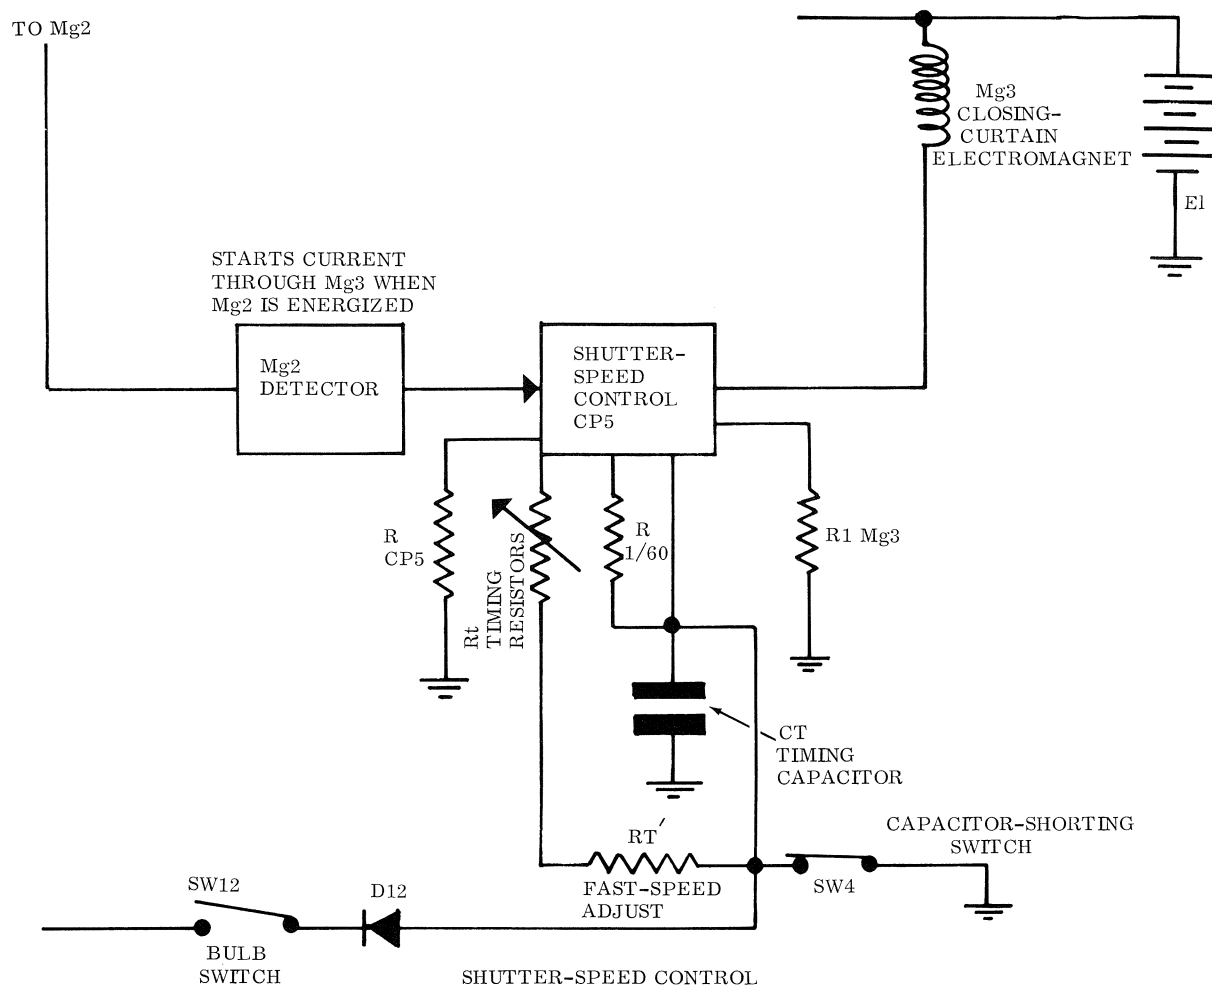 TO Mg2
Mg3
CLOSING-
CURTAIN
ELECTROMAGNET
E1
STARTS CURRENT
THROUGH Mg3 WHEN
Mg2 IS ENERGIZED
Mg2
DETECTOR
SHUTTER-
SPEED
CONTROL
CP5
R
CP5
Rt
TIMING
RESISTORS
R
1/60
R1 Mg3
CT
TIMING
CAPACITOR
RT′
FAST-SPEED
ADJUST
CAPACITOR-SHORTING
SWITCH
SW4
SW12
D12
BULB
SWITCH
SHUTTER-SPEED CONTROL